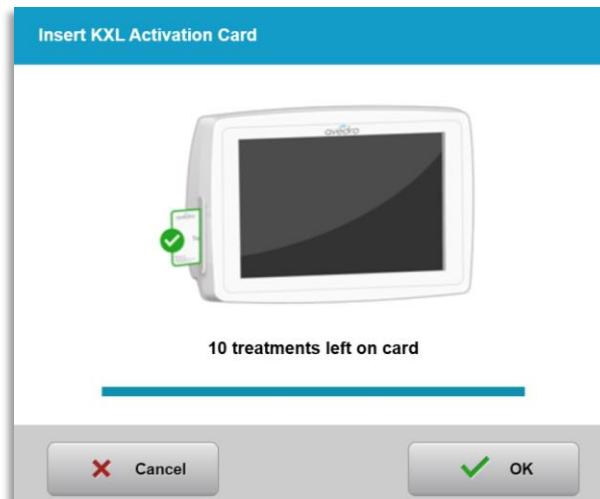 Insert KXL Activation Card
avedro
10 treatments left on card
Cancel
OK